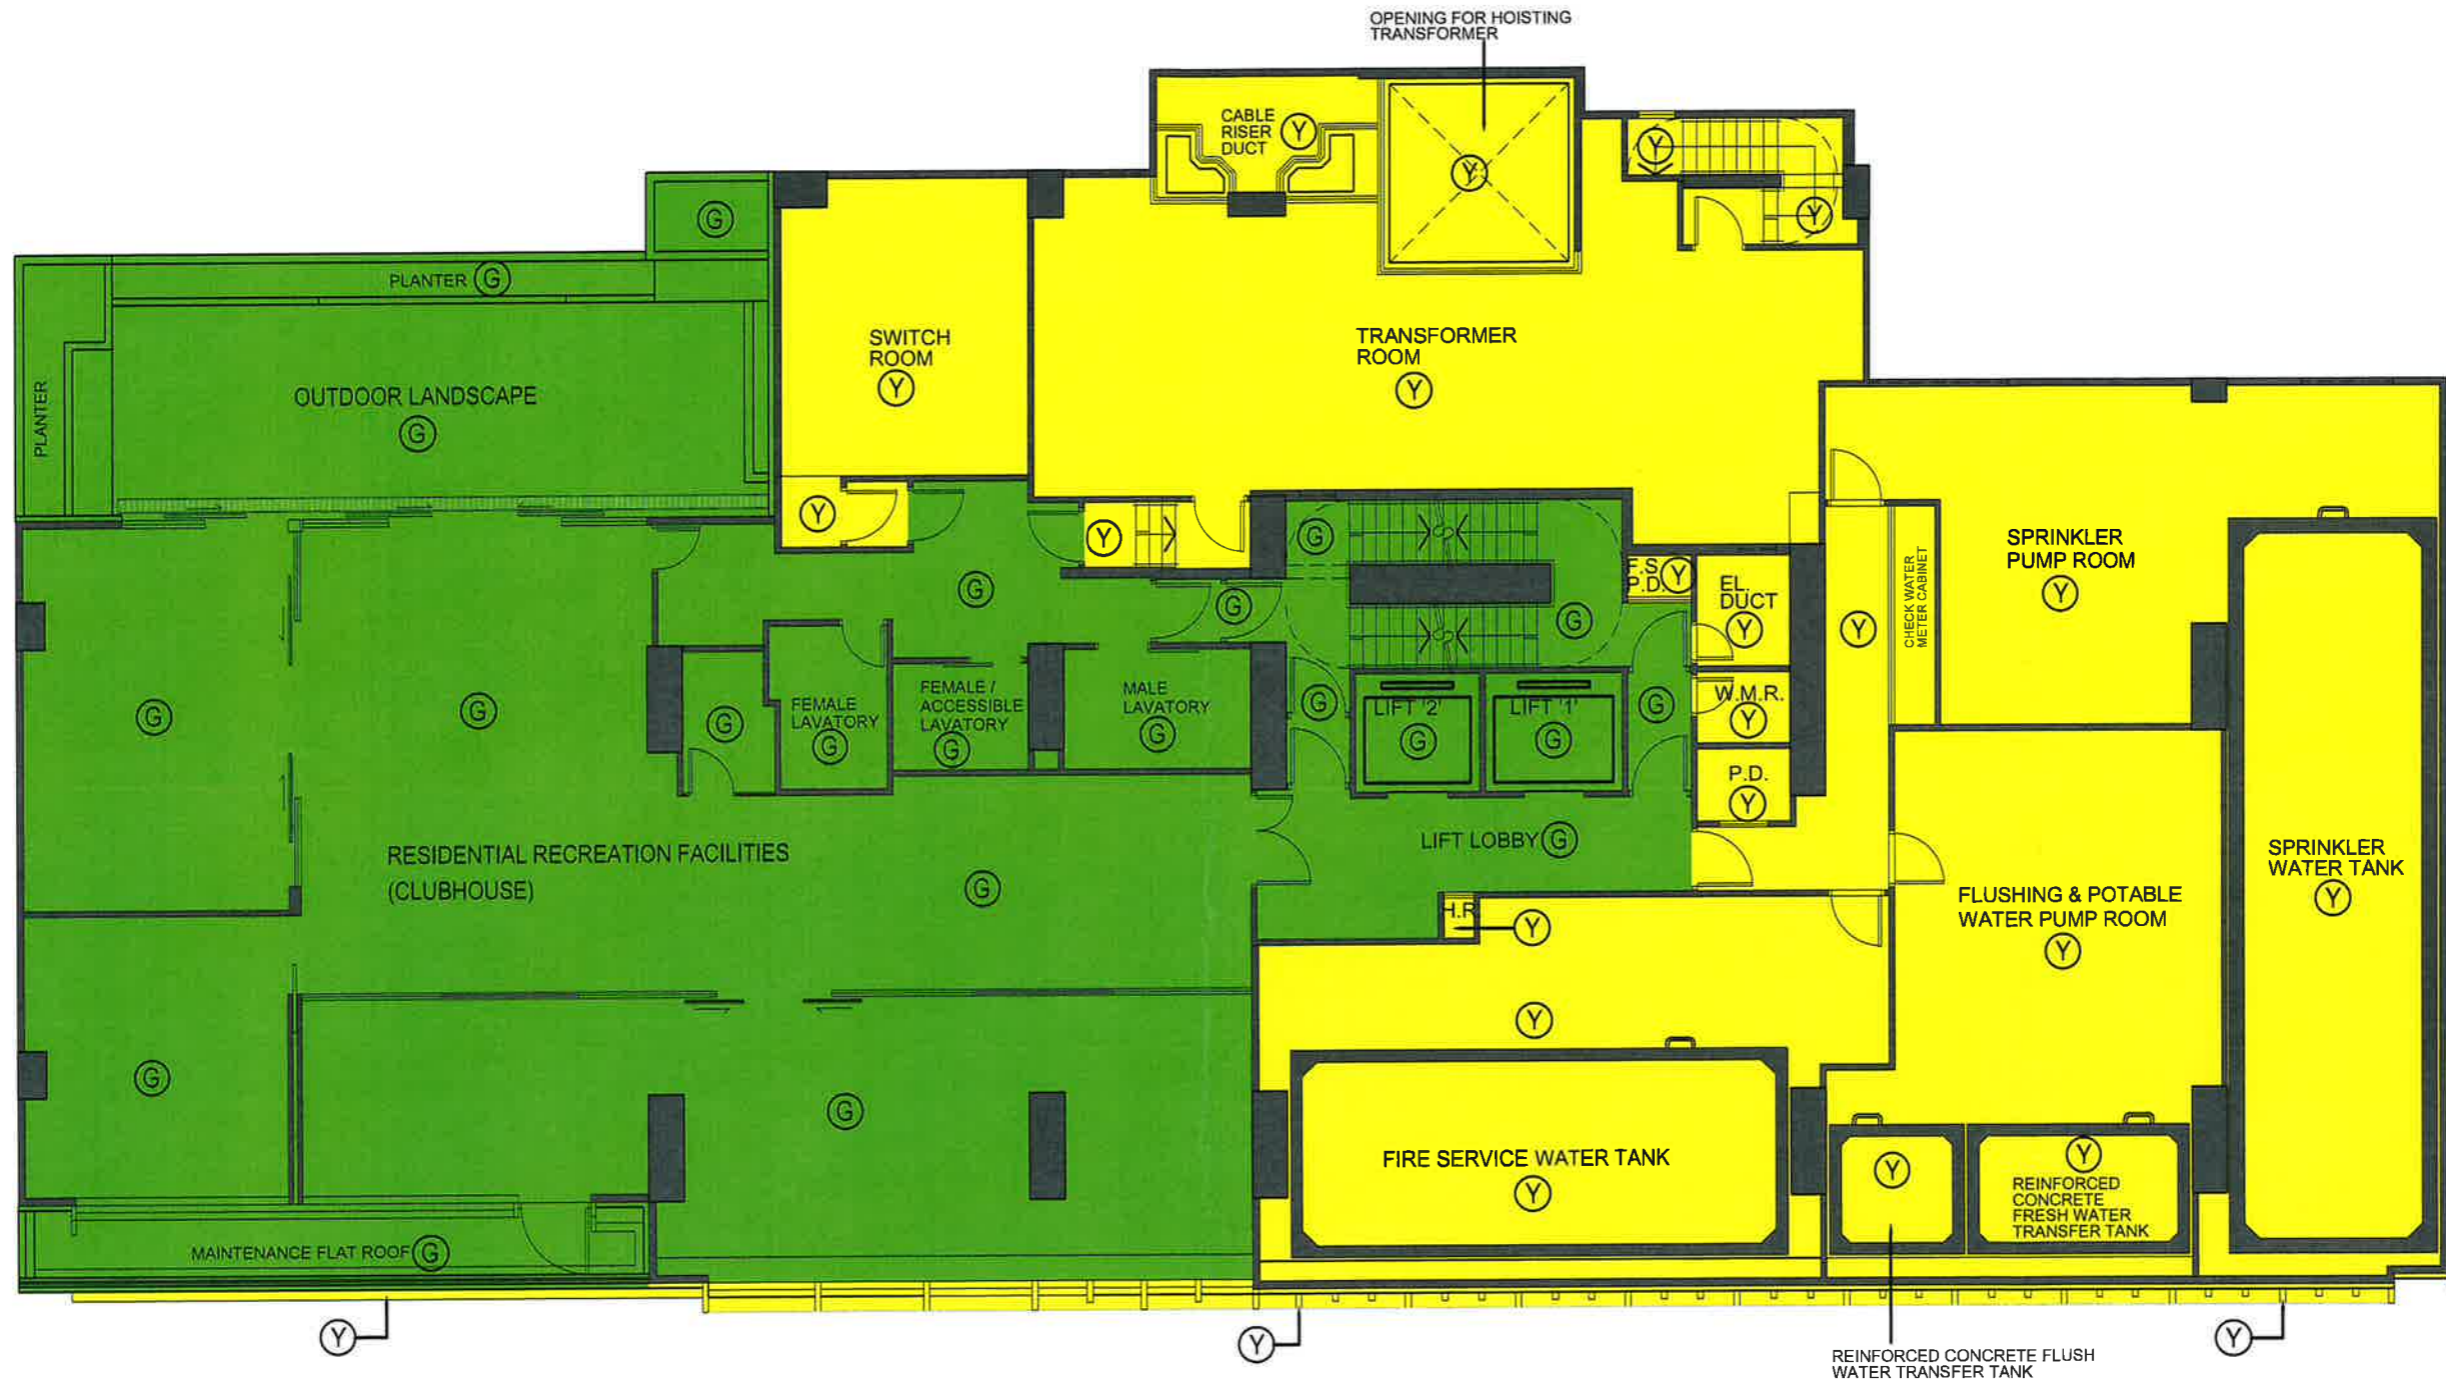 OPENING FOR HOISTING
TRANSFORMER
CABLE
RISER
DUCT
Y
Y
Y
Y
G
PLANTER G
SWITCH
ROOM
Y
TRANSFORMER
ROOM
Y
OUTDOOR LANDSCAPE
G
PLANTER
Y
Y
G
G
G
G
F.S.
P.D. Y
EL.
DUCT
Y
Y
CHECK WATER
METER CABINET
SPRINKLER
PUMP ROOM
Y
G
G
G
FEMALE
LAVATORY
G
FEMALE /
ACCESSIBLE
LAVATORY
G
MALE
LAVATORY
G
G
LIFT '2'
G
LIFT '1'
G
G
W.M.R.
Y
P.D.
Y
RESIDENTIAL RECREATION FACILITIES
(CLUBHOUSE)
G
LIFT LOBBY G
H.R.
Y
FLUSHING & POTABLE
WATER PUMP ROOM
Y
SPRINKLER
WATER TANK
Y
Y
G
G
FIRE SERVICE WATER TANK
Y
Y
Y
REINFORCED
CONCRETE
FRESH WATER
TRANSFER TANK
MAINTENANCE FLAT ROOF G
Y
Y
Y
REINFORCED CONCRETE FLUSH
WATER TRANSFER TANK